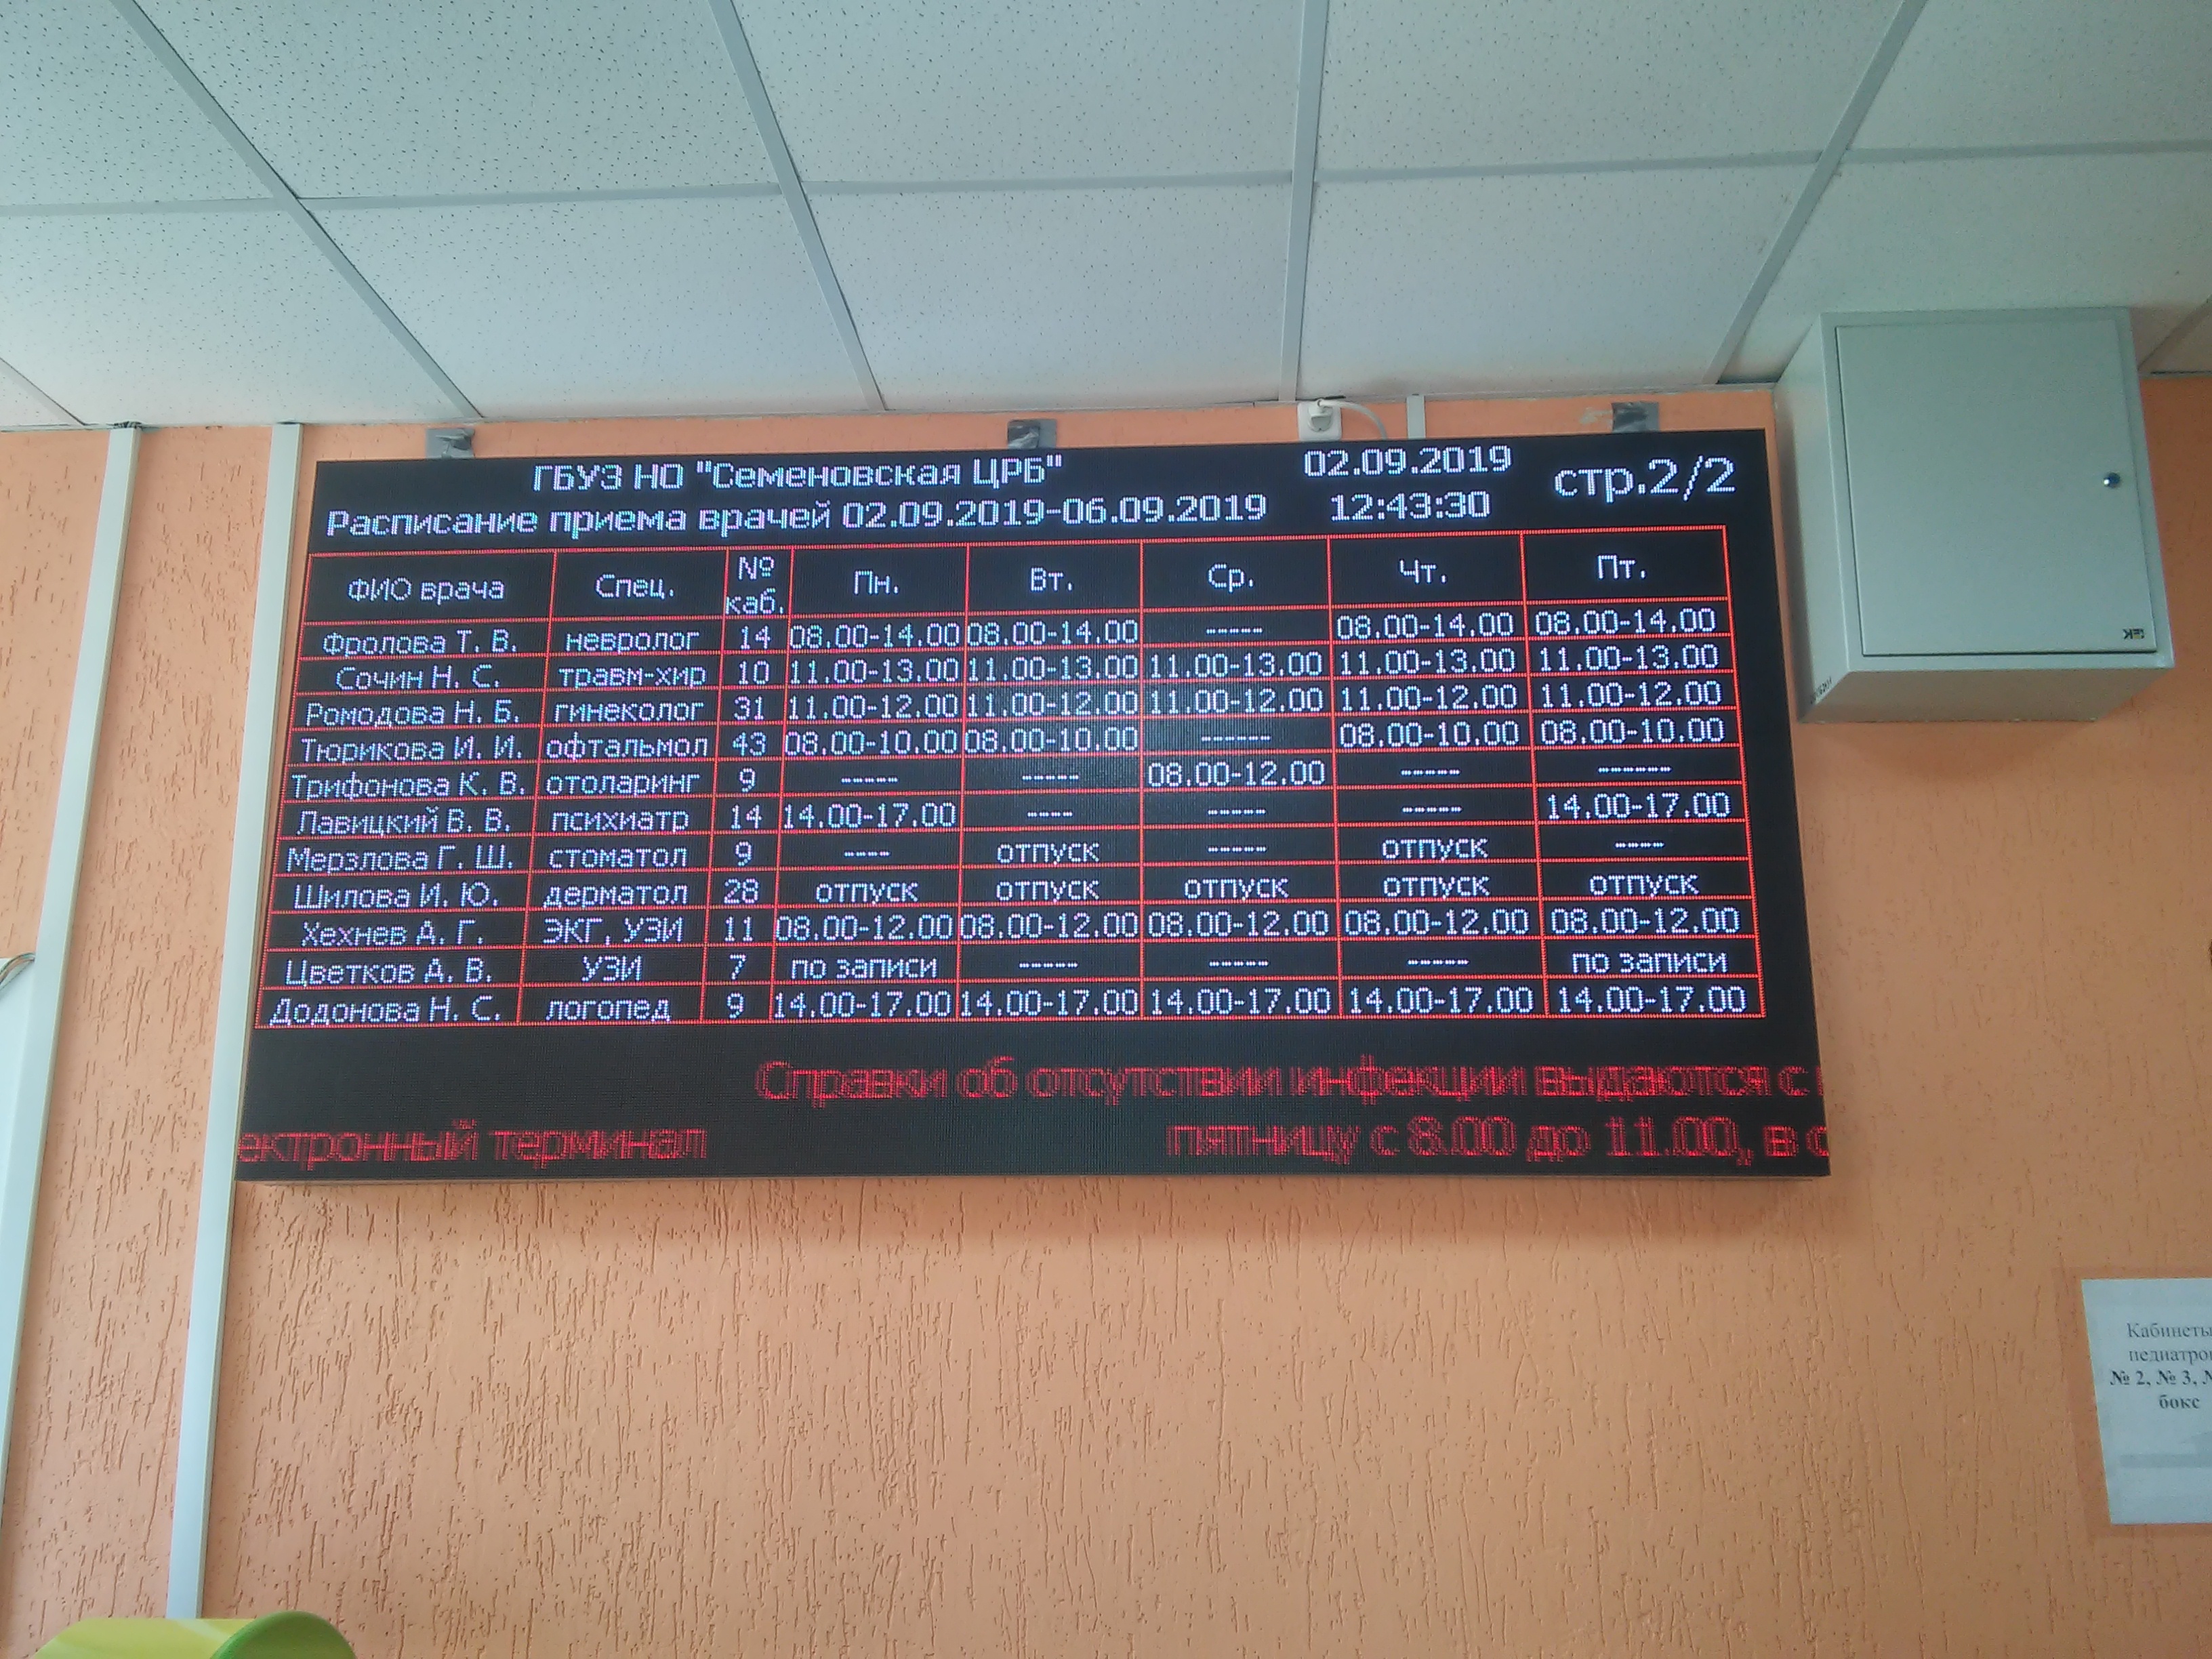 ГБУЗ НО "Семеновская ЦРБ" 02.09.2019 стр.2/2
Расписание приема врачей 02.09.2019-06.09.2019 12:43:30
ФИО врача Спец. № каб. Пн. Вт. Ср. Чт. Пт.
Фролова Т. В. невролог 14 08.00-14.00 08.00-14.00 ----- 08.00-14.00 08.00-14.00
Сочин Н. С. травм-хир 10 11.00-13.00 11.00-13.00 11.00-13.00 11.00-13.00 11.00-13.00
Ромодова Н. Б. гинеколог 31 11.00-12.00 11.00-12.00 11.00-12.00 11.00-12.00 11.00-12.00
Тюрикова И. И. офтальмол 43 08.00-10.00 08.00-10.00 ------ 08.00-10.00 08.00-10.00
Трифонова К. В. отоларинг 9 ----- ----- 08.00-12.00 ----- ------
Лавицкий В. В. психиатр 14 14.00-17.00 ---- ----- ----- 14.00-17.00
Мерзлова Г. Ш. стоматол 9 ---- отпуск ----- отпуск ----
Шилова И. Ю. дерматол 28 отпуск отпуск отпуск отпуск отпуск
Хехнев А. Г. ЭКГ, УЗИ 11 08.00-12.00 08.00-12.00 08.00-12.00 08.00-12.00 08.00-12.00
Цветков Д. В. УЗИ 7 по записи ----- ----- ----- по записи
Додонова Н. С. логопед 9 14.00-17.00 14.00-17.00 14.00-17.00 14.00-17.00 14.00-17.00
Справки об отсутствии инфекции выдаются с
ектронный терминал пятницу с 8.00 до 11.00, в
Кабинеты
педиатро
№ 2, № 3,
бокс